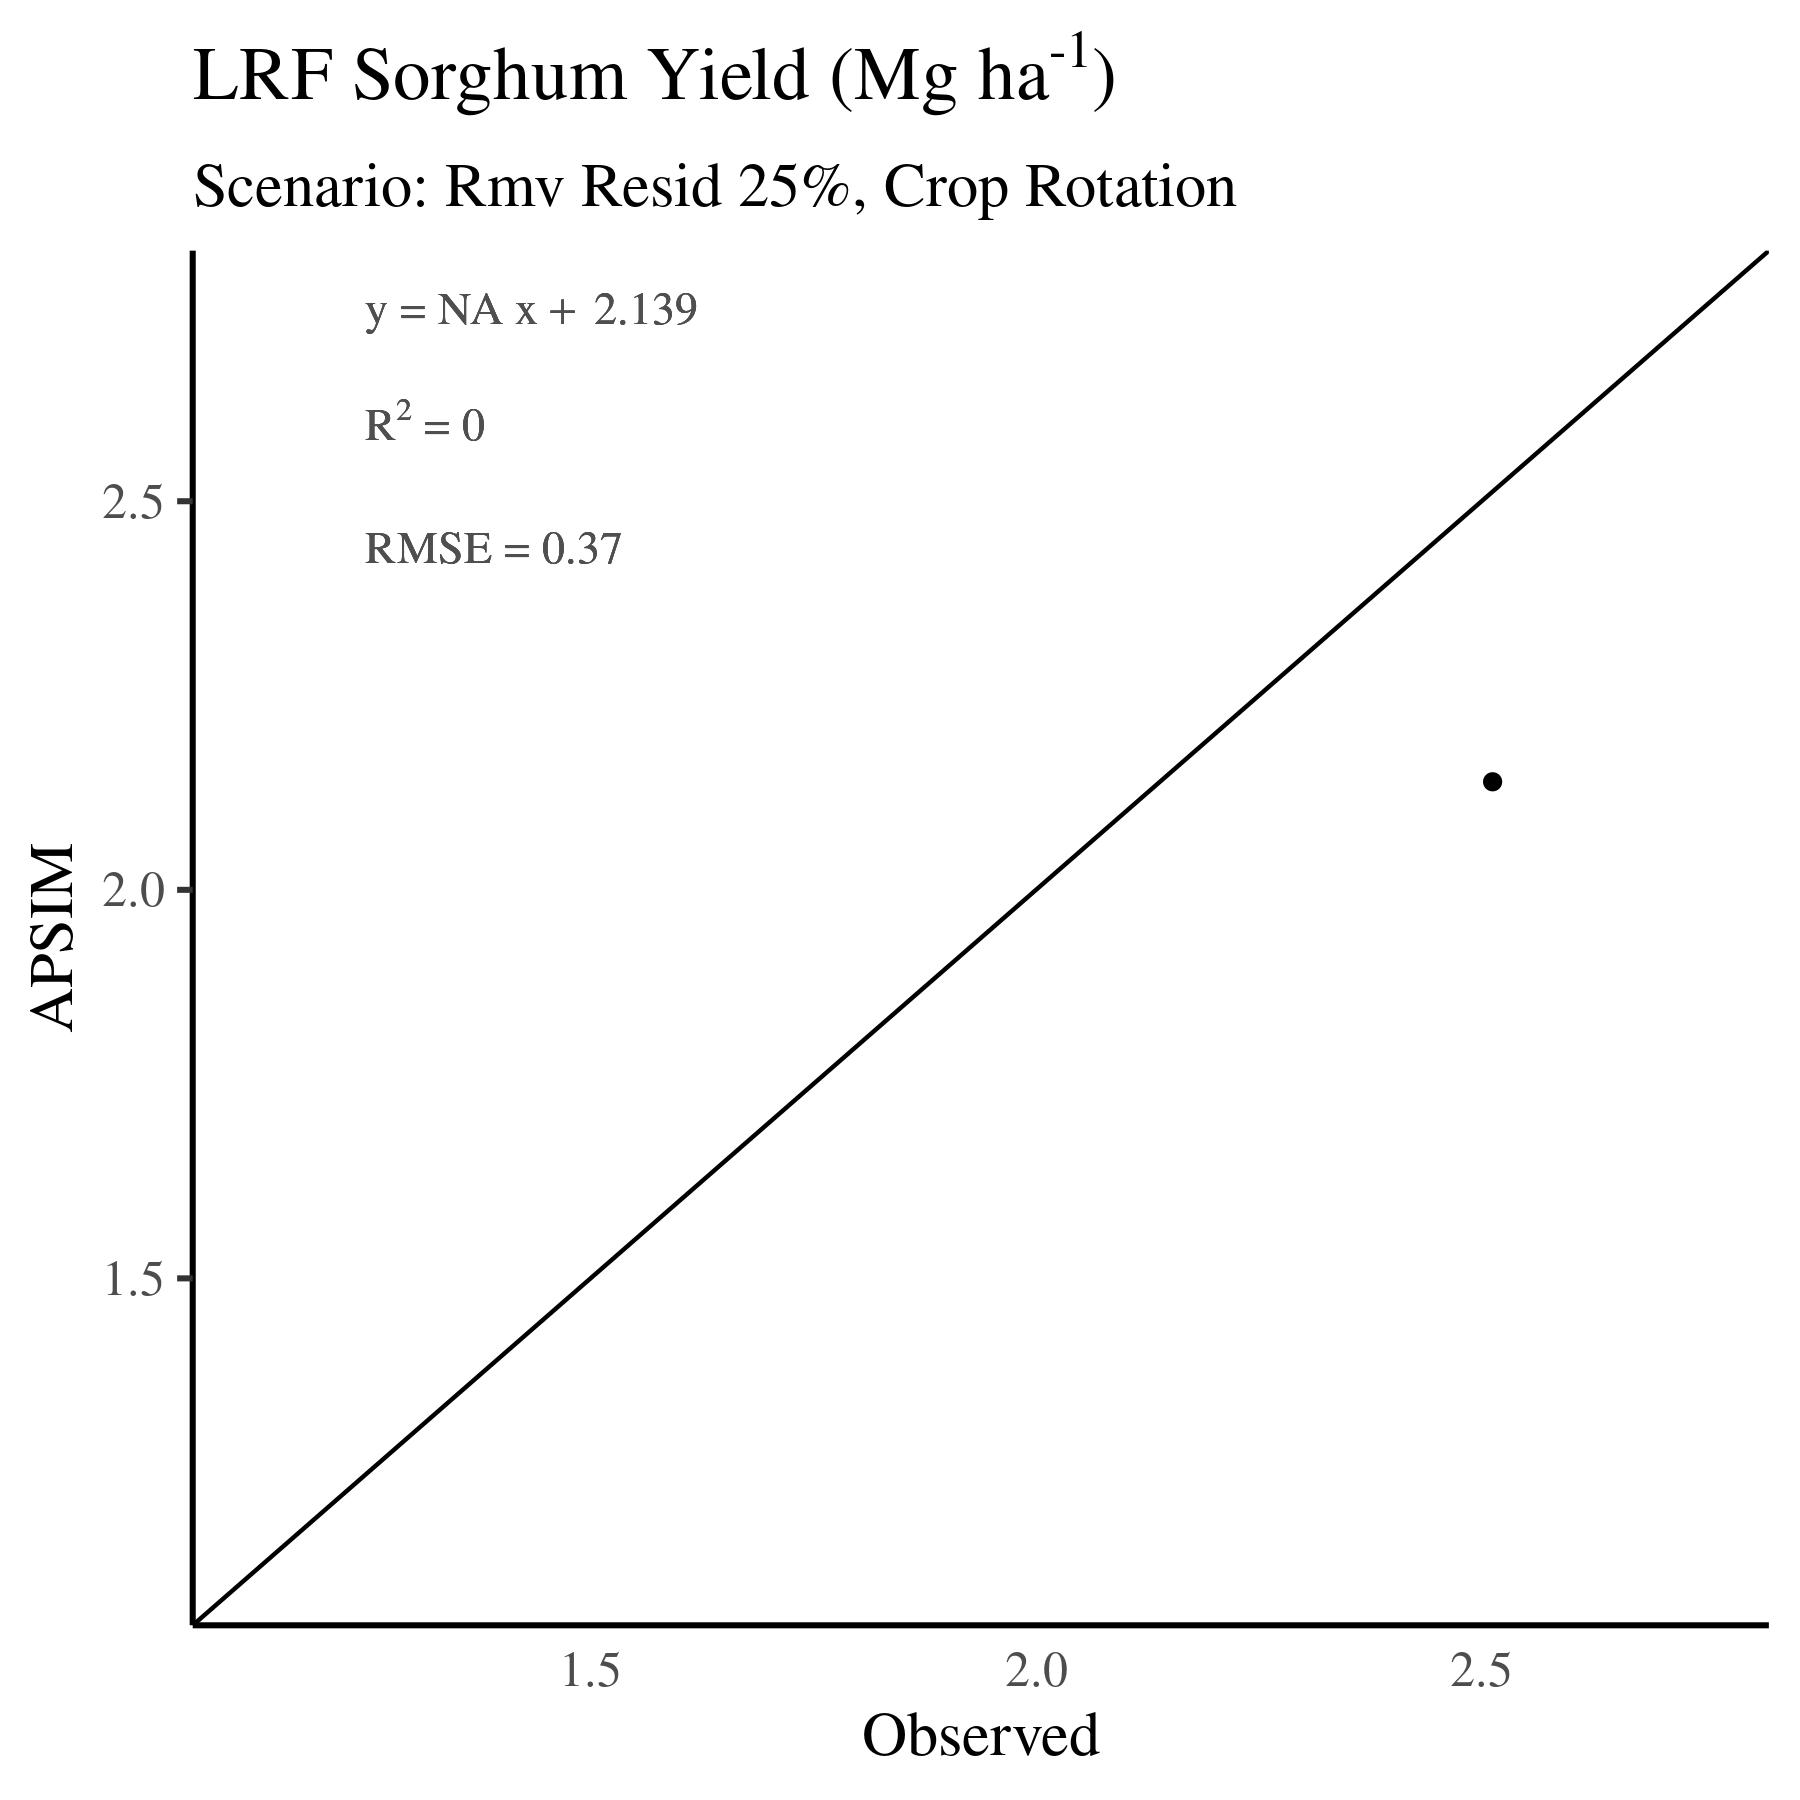 LRF Sorghum Yield (Mg ha⁻¹)
Scenario: Rmv Resid 25%, Crop Rotation
y = NA x + 2.139
R² = 0
RMSE = 0.37
2.5
2.0
1.5
APSIM
1.5 2.0 2.5
Observed